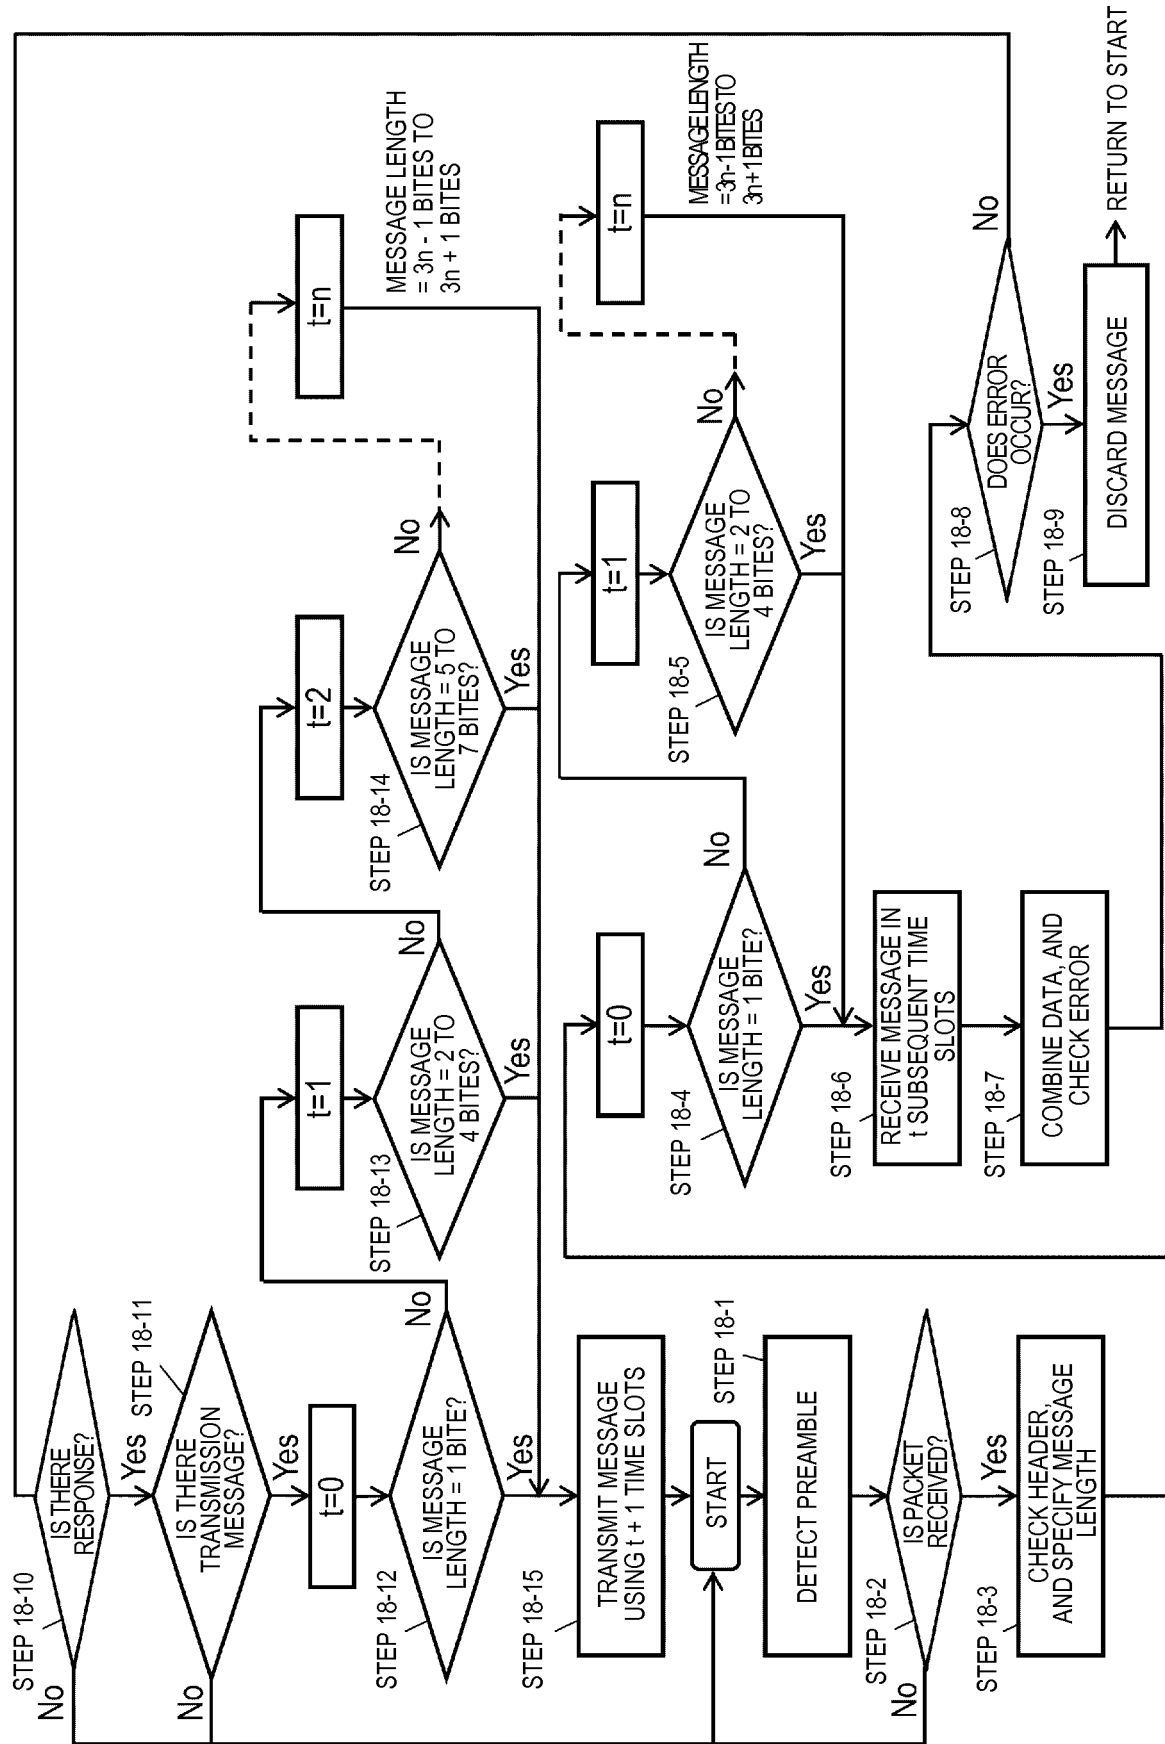 STEP 18-10
IS THERE
RESPONSE?
No
Yes
STEP 18-11
IS THERE
TRANSMISSION
MESSAGE?
No
Yes
t=0
STEP 18-12
IS MESSAGE
LENGTH = 1 BITE?
No
Yes
t=1
STEP 18-13
IS MESSAGE
LENGTH = 2 TO
4 BITES?
No
Yes
t=2
STEP 18-14
IS MESSAGE
LENGTH = 5 TO
7 BITES?
No
Yes
t=n
MESSAGE LENGTH
= 3n - 1 BITES TO
3n + 1 BITES
STEP 18-15
TRANSMIT MESSAGE
USING t + 1 TIME SLOTS
START
STEP 18-1
DETECT PREAMBLE
STEP 18-2
IS PACKET
RECEIVED?
No
Yes
STEP 18-3
CHECK HEADER,
AND SPECIFY MESSAGE
LENGTH
t=0
STEP 18-4
IS MESSAGE
LENGTH = 1 BITE?
No
Yes
t=1
STEP 18-5
IS MESSAGE
LENGTH = 2 TO
4 BITES?
No
Yes
t=n
MESSAGE LENGTH
=3n-1 BITES TO
3n+1 BITES
STEP 18-6
RECEIVE MESSAGE IN
t SUBSEQUENT TIME
SLOTS
STEP 18-7
COMBINE DATA, AND
CHECK ERROR
STEP 18-8
DOES ERROR
OCCUR?
No
Yes
STEP 18-9
DISCARD MESSAGE
RETURN TO START